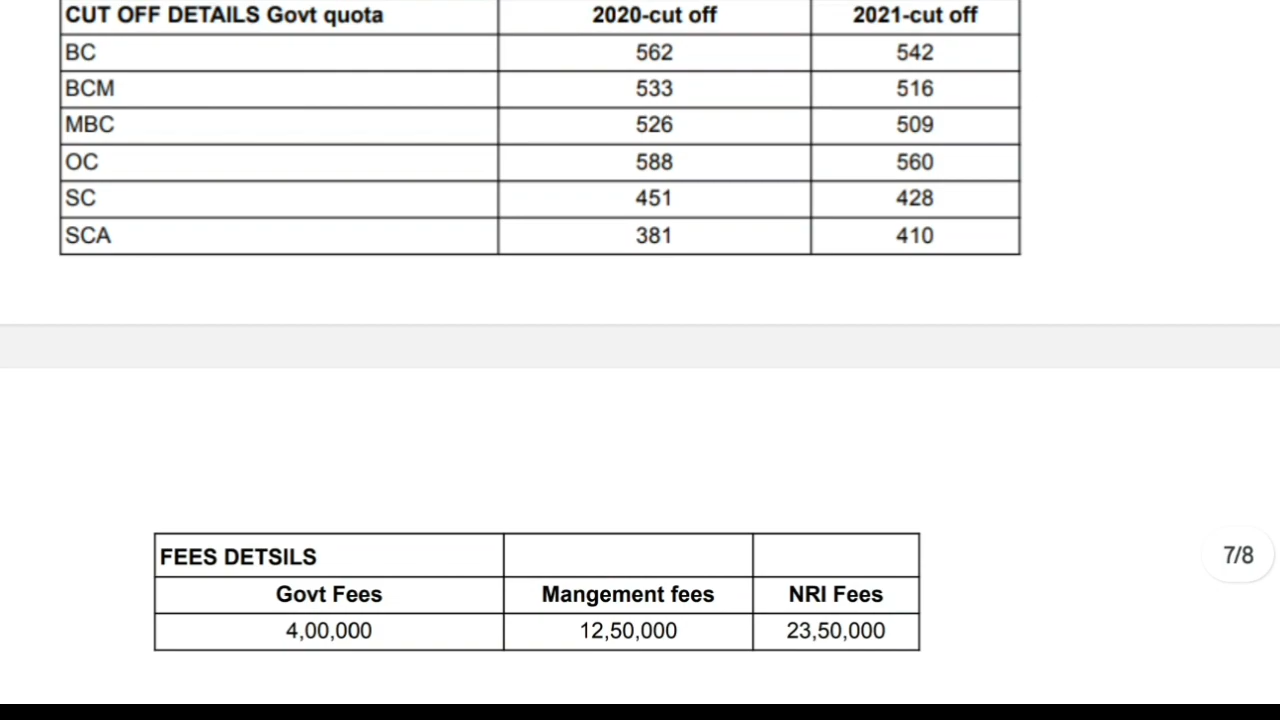 CUT OFF DETAILS Govt quota 2020-cut off 2021-cut off
BC 562 542
BCM 533 516
MBC 526 509
OC 588 560
SC 451 428
SCA 381 410
FEES DETSILS
7/8
Govt Fees Mangement fees NRI Fees
4,00,000 12,50,000 23,50,000